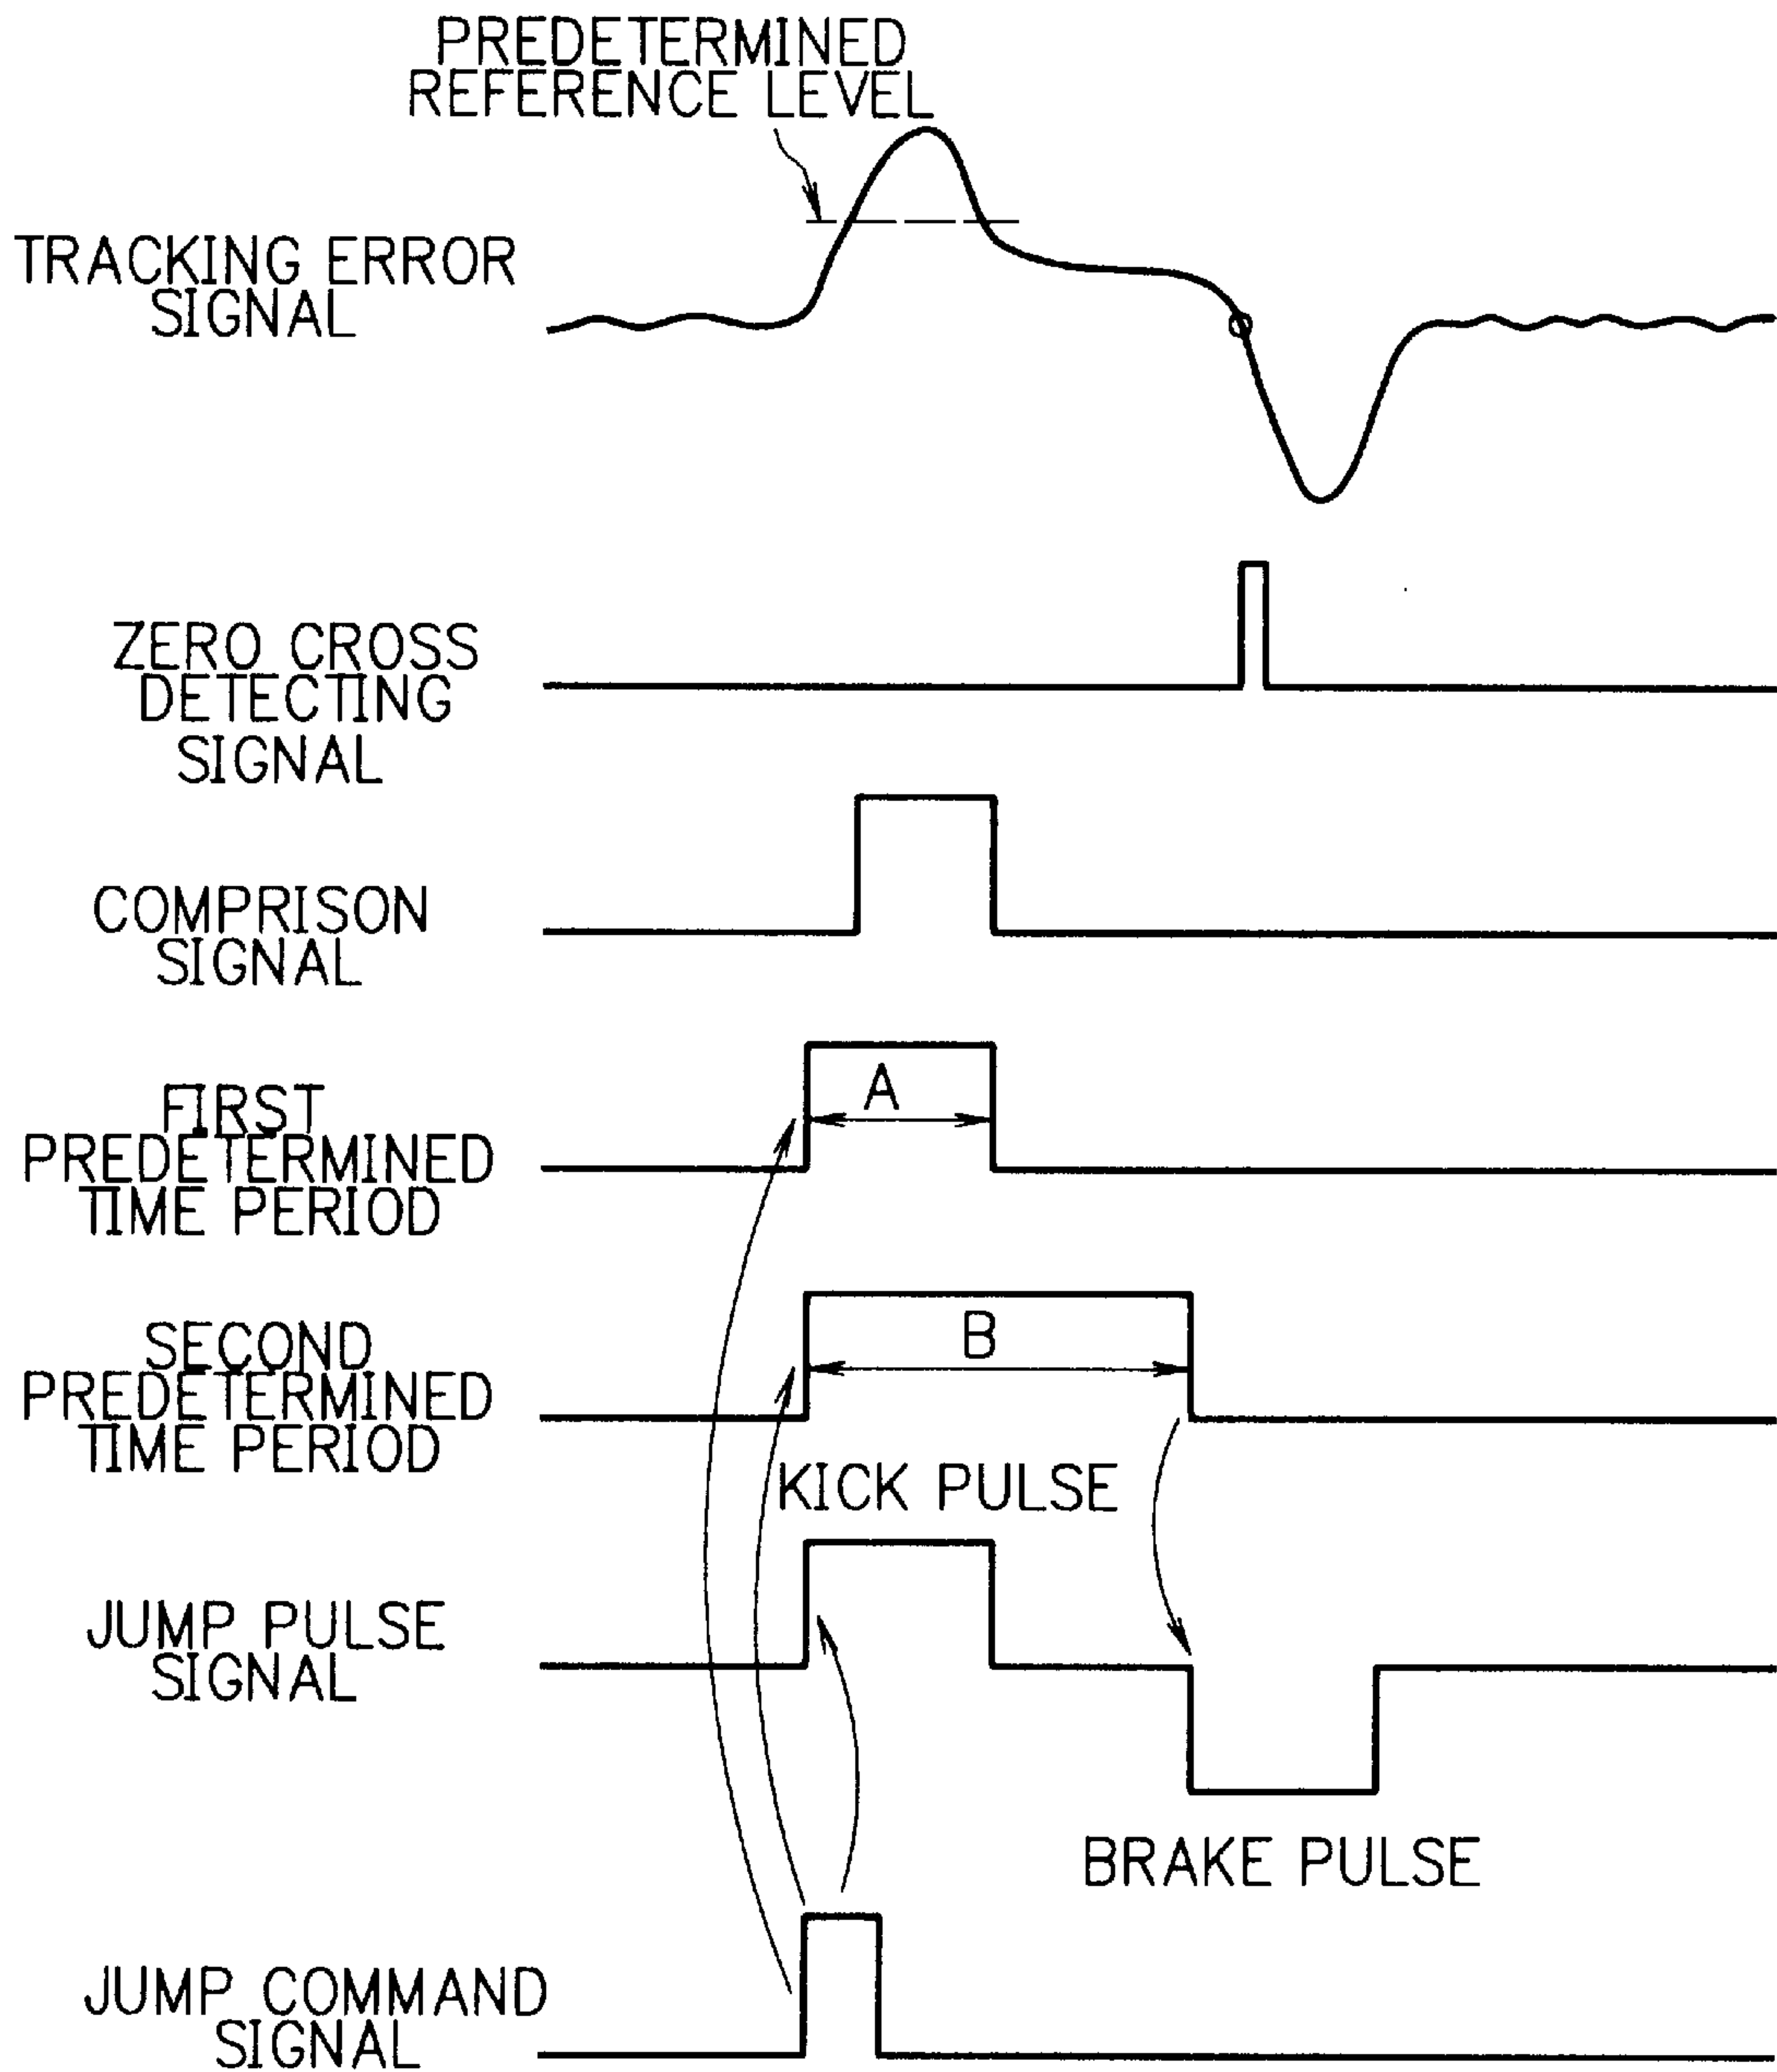 PREDETERMINED
REFERENCE LEVEL
TRACKING ERROR
SIGNAL
ZERO CROSS
DETECTING
SIGNAL
COMPRISON
SIGNAL
FIRST
PREDETERMINED
TIME PERIOD
A
SECOND
PREDETERMINED
TIME PERIOD
B
KICK PULSE
JUMP PULSE
SIGNAL
BRAKE PULSE
JUMP COMMAND
SIGNAL